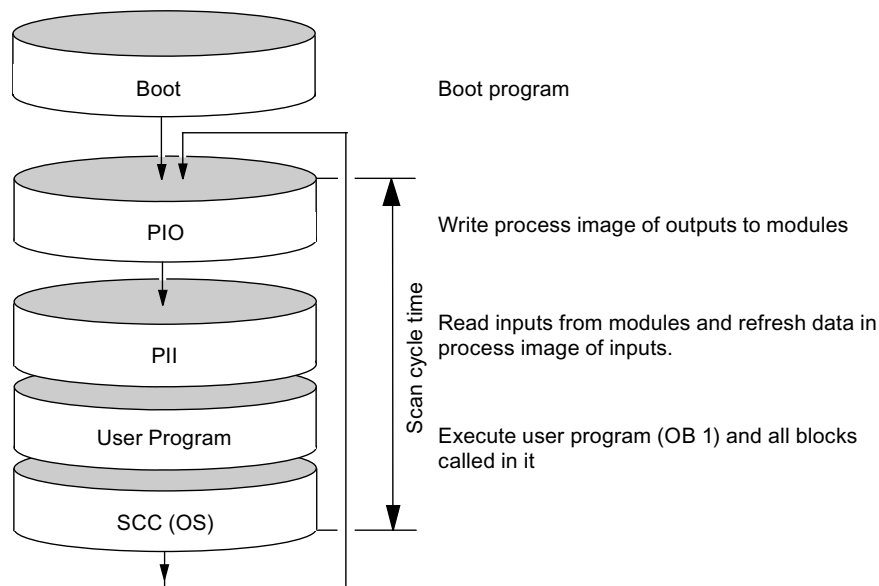 Boot
Boot program
PIO
Write process image of outputs to modules
PII
Read inputs from modules and refresh data in
process image of inputs.
Scan cycle time
User Program
Execute user program (OB 1) and all blocks
called in it
SCC (OS)